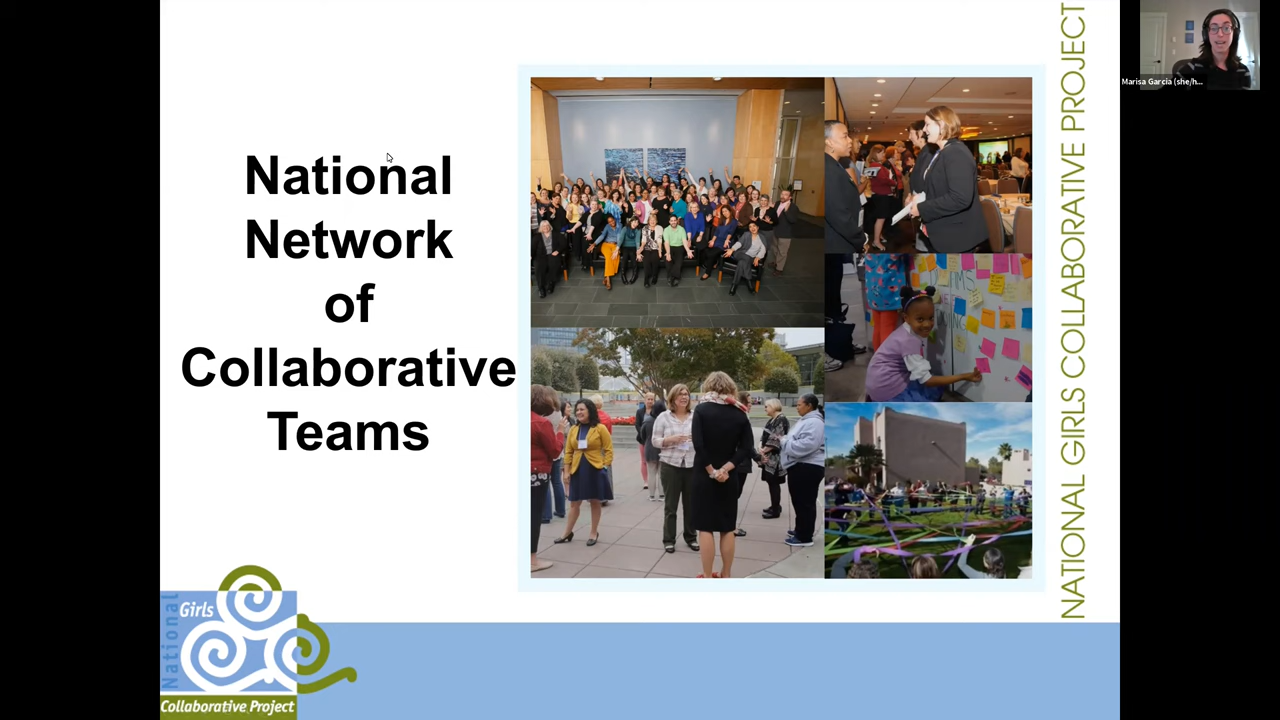 National
Network
of
Collaborative
Teams
NATIONAL GIRLS COLLABORATIVE PROJECT
Marisa Garcia (she/h...
National
Girls
Collaborative Project